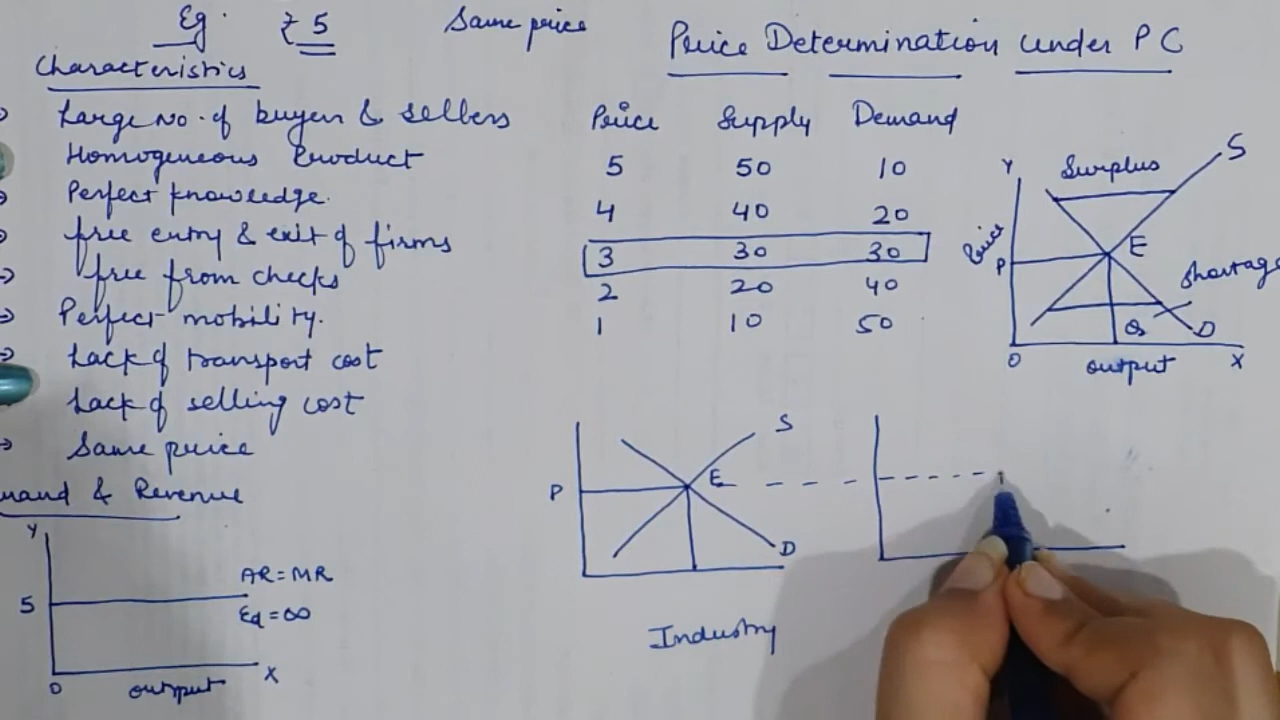 Eg. ₹ 5 Same price
Characteristics
→ Large No. of buyers & sellers
Homogeneous Product
→ Perfect knowledge.
→ free entry & exit of firms
→ free from checks
→ Perfect mobility.
→ Lack of transport cost
Lack of selling cost
→ Same price
mand & Revenue
Y
5
AR=MR
Ed=∞
O output X
Price Determination under PC
Price Supply Demand
5 50 10
4 40 20
3 30 30
2 20 40
1 10 50
Y Surplus S
Price
P E
Shortage
Q D
O output X
S
P E
D
Industry